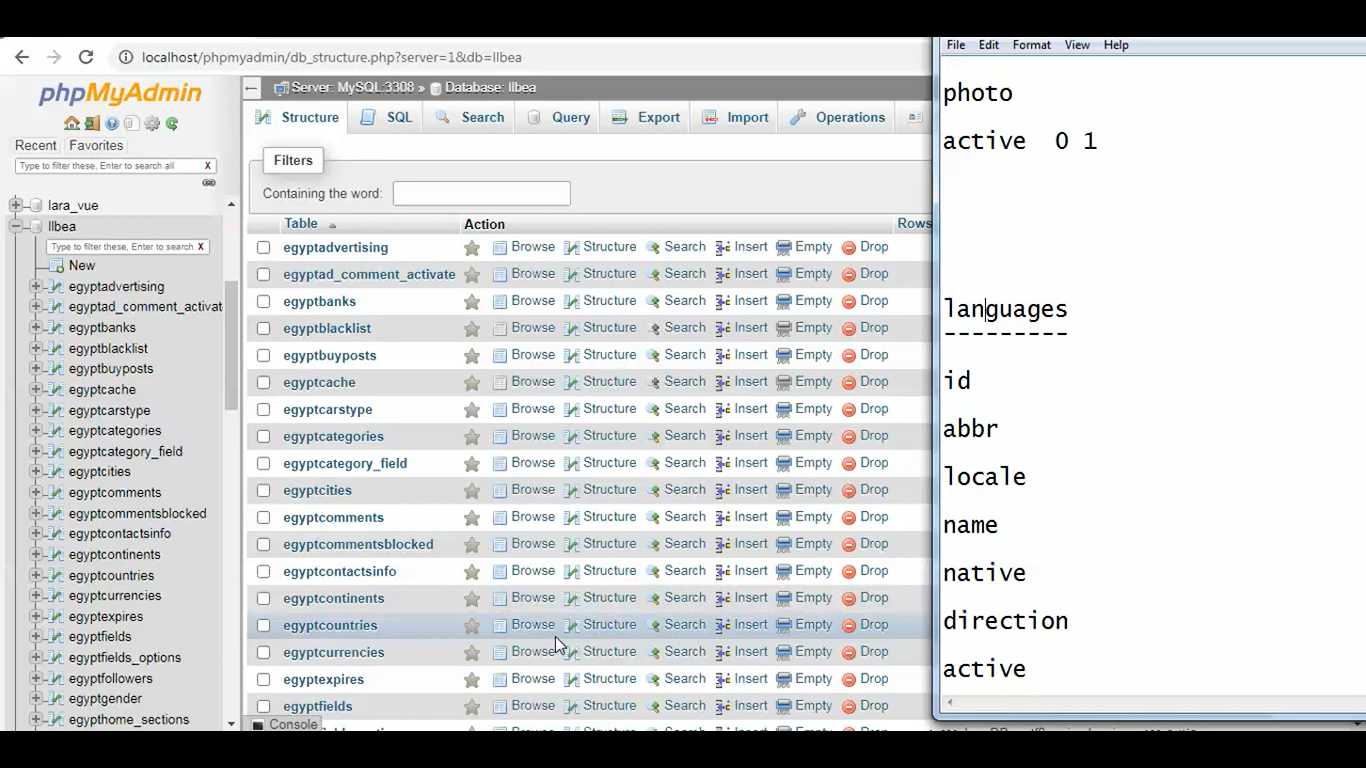 localhost/phpmyadmin/db_structure.php?server=1&db=llbea
phpMyAdmin
Recent Favorites
Type to filter these, Enter to search all X
lara_vue
llbea
Type to filter these, Enter to search X
New
egyptadvertising
egyptad_comment_activat
egyptbanks
egyptblacklist
egyptbuyposts
egyptcache
egyptcarstype
egyptcategories
egyptcategory_field
egyptcities
egyptcomments
egyptcommentsblocked
egyptcontactsinfo
egyptcontinents
egyptcountries
egyptcurrencies
egyptexpires
egyptfields
egyptfields_options
egyptfollowers
egyptgender
egypthome_sections
Server: MySQL:3308 » Database: llbea
Structure SQL Search Query Export Import Operations
Filters
Containing the word:
Table Action Rows
egyptadvertising Browse Structure Search Insert Empty Drop
egyptad_comment_activate Browse Structure Search Insert Empty Drop
egyptbanks Browse Structure Search Insert Empty Drop
egyptblacklist Browse Structure Search Insert Empty Drop
egyptbuyposts Browse Structure Search Insert Empty Drop
egyptcache Browse Structure Search Insert Empty Drop
egyptcarstype Browse Structure Search Insert Empty Drop
egyptcategories Browse Structure Search Insert Empty Drop
egyptcategory_field Browse Structure Search Insert Empty Drop
egyptcities Browse Structure Search Insert Empty Drop
egyptcomments Browse Structure Search Insert Empty Drop
egyptcommentsblocked Browse Structure Search Insert Empty Drop
egyptcontactsinfo Browse Structure Search Insert Empty Drop
egyptcontinents Browse Structure Search Insert Empty Drop
egyptcountries Browse Structure Search Insert Empty Drop
egyptcurrencies Browse Structure Search Insert Empty Drop
egyptexpires Browse Structure Search Insert Empty Drop
egyptfields Browse Structure Search Insert Empty Drop
Console
File Edit Format View Help
photo
active 0 1
languages
---------
id
abbr
locale
name
native
direction
active